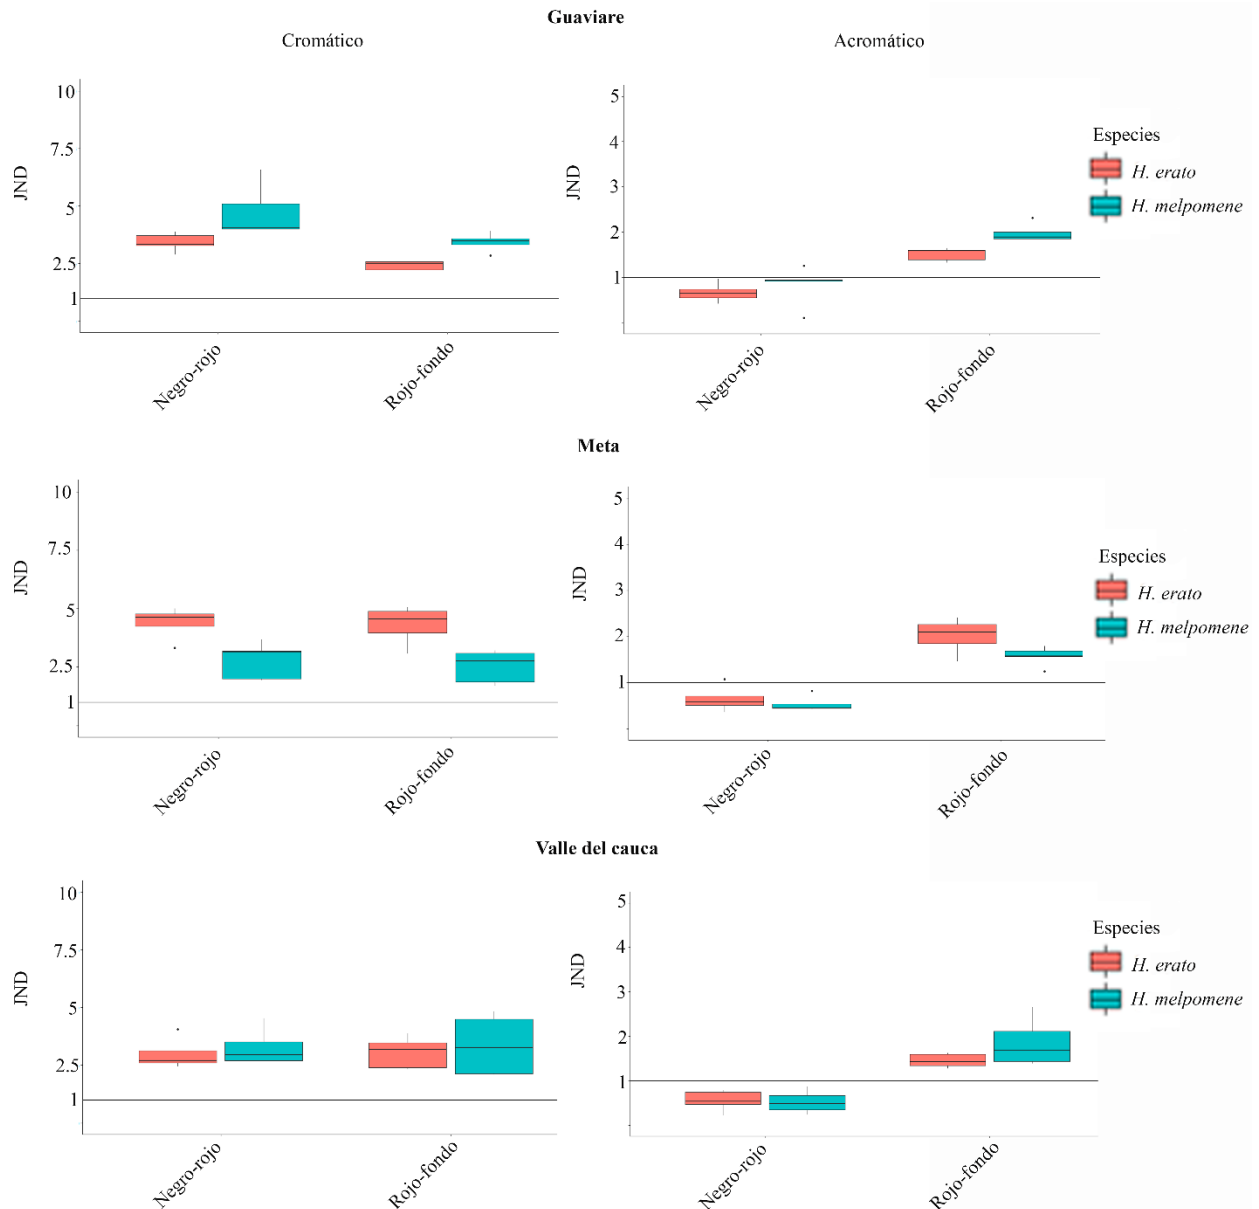 Guaviare
Cromático
Acromático
10
7.5
5
2.5
1
JND
Negro-rojo
Rojo-fondo
5
4
3
2
1
JND
Negro-rojo
Rojo-fondo
Especies
H. erato
H. melpomene
Meta
10
7.5
5
2.5
1
JND
Negro-rojo
Rojo-fondo
5
4
3
2
1
JND
Negro-rojo
Rojo-fondo
Especies
H. erato
H. melpomene
Valle del cauca
10
7.5
5
2.5
1
JND
Negro-rojo
Rojo-fondo
5
4
3
2
1
JND
Negro-rojo
Rojo-fondo
Especies
H. erato
H. melpomene